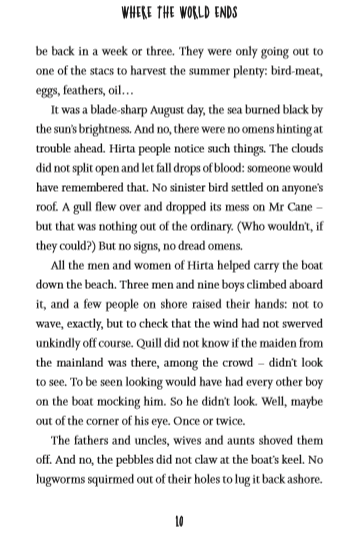 WHERE THE WORLD ENDS
be back in a week or three. They were only going out to
one of the stacs to harvest the summer plenty: bird-meat,
eggs, feathers, oil…
It was a blade-sharp August day, the sea burned black by
the sun's brightness. And no, there were no omens hinting at
trouble ahead. Hirta people notice such things. The clouds
did not split open and let fall drops of blood: someone would
have remembered that. No sinister bird settled on anyone's
roof. A gull flew over and dropped its mess on Mr Cane –
but that was nothing out of the ordinary. (Who wouldn't, if
they could?) But no signs, no dread omens.
All the men and women of Hirta helped carry the boat
down the beach. Three men and nine boys climbed aboard
it, and a few people on shore raised their hands: not to
wave, exactly, but to check that the wind had not swerved
unkindly off course. Quill did not know if the maiden from
the mainland was there, among the crowd – didn't look
to see. To be seen looking would have had every other boy
on the boat mocking him. So he didn't look. Well, maybe
out of the corner of his eye. Once or twice.
The fathers and uncles, wives and aunts shoved them
off. And no, the pebbles did not claw at the boat's keel. No
lugworms squirmed out of their holes to lug it back ashore.
10